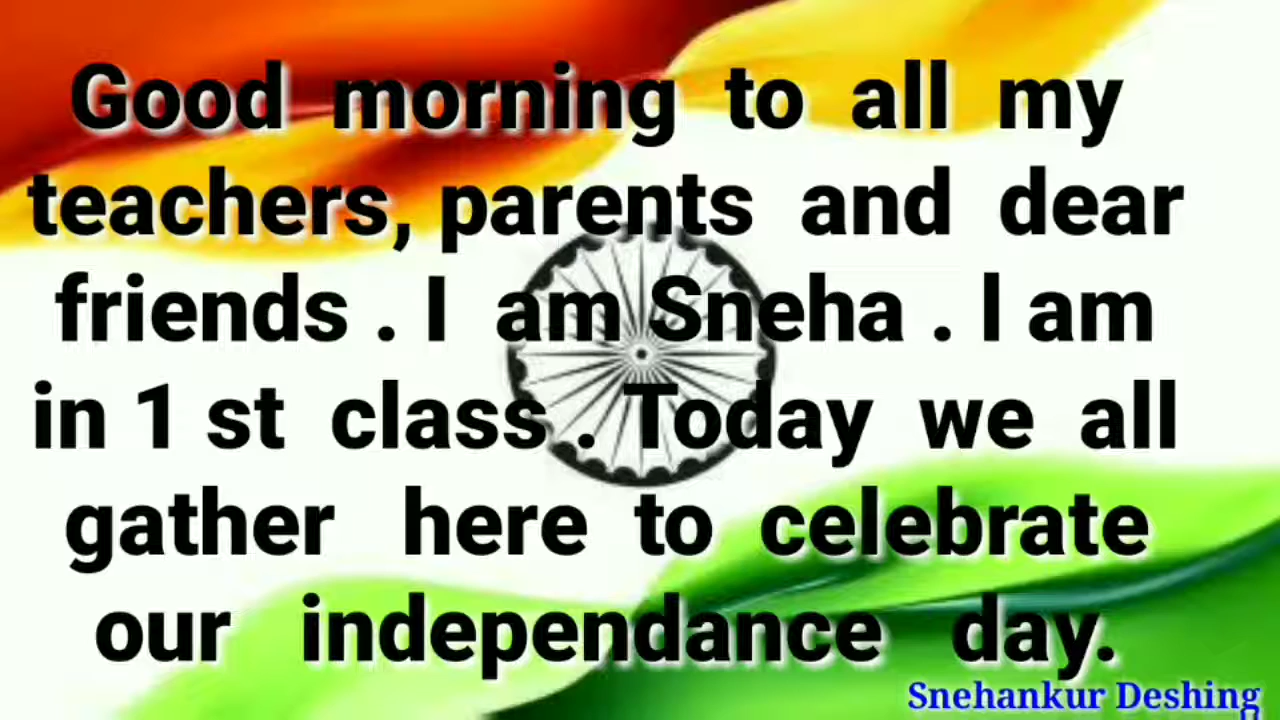 Good morning to all my
teachers, parents and dear
friends . I am Sneha . I am
in 1 st class . Today we all
gather here to celebrate
our independance day.
Snehankur Deshing